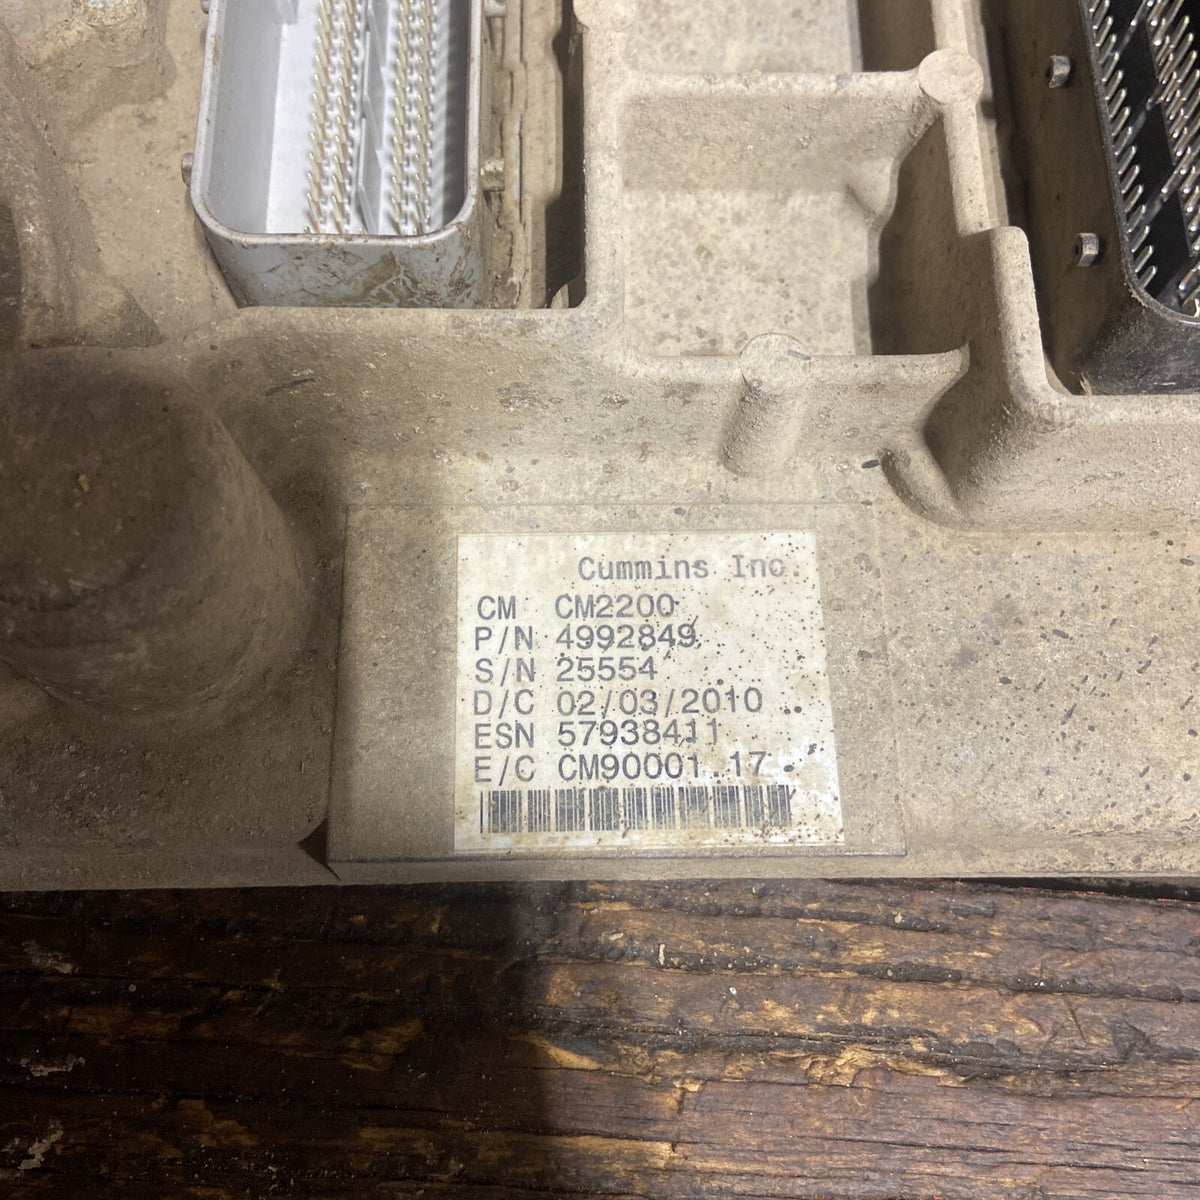 Cummins Inc.
CM CM2200
P/N 4992849
S/N 25554
D/C 02/03/2010
ESN 57938411
E/C CM90001.17